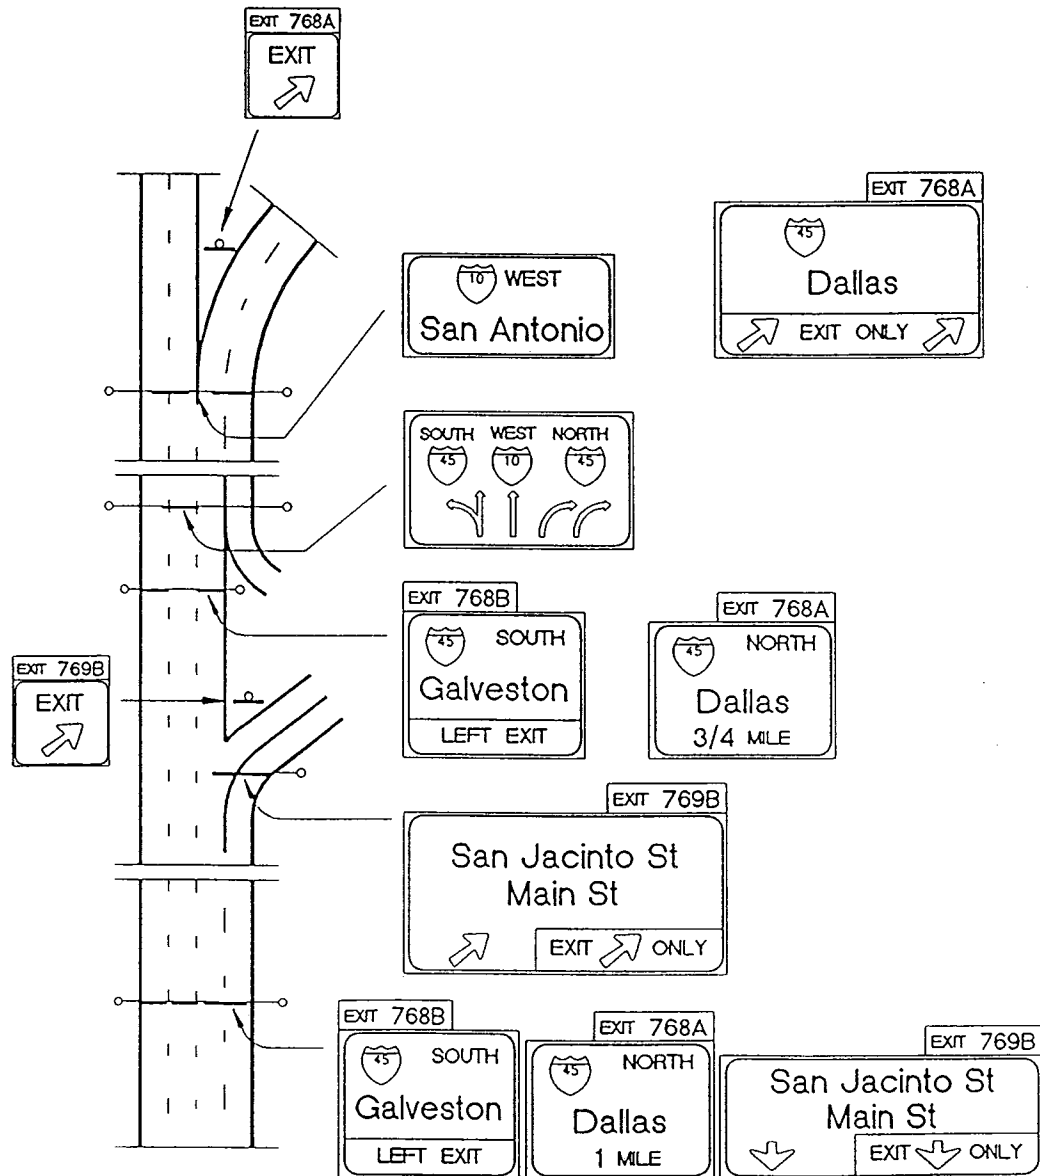 EXIT 768A
EXIT
EXIT 768A
45
Dallas
EXIT ONLY
10 WEST
San Antonio
SOUTH WEST NORTH
45 10 45
EXIT 768B
45 SOUTH
Galveston
LEFT EXIT
EXIT 768A
45 NORTH
Dallas
3/4 MILE
EXIT 769B
EXIT
EXIT 769B
San Jacinto St
Main St
EXIT ONLY
EXIT 768B
45 SOUTH
Galveston
LEFT EXIT
EXIT 768A
45 NORTH
Dallas
1 MILE
EXIT 769B
San Jacinto St
Main St
EXIT ONLY